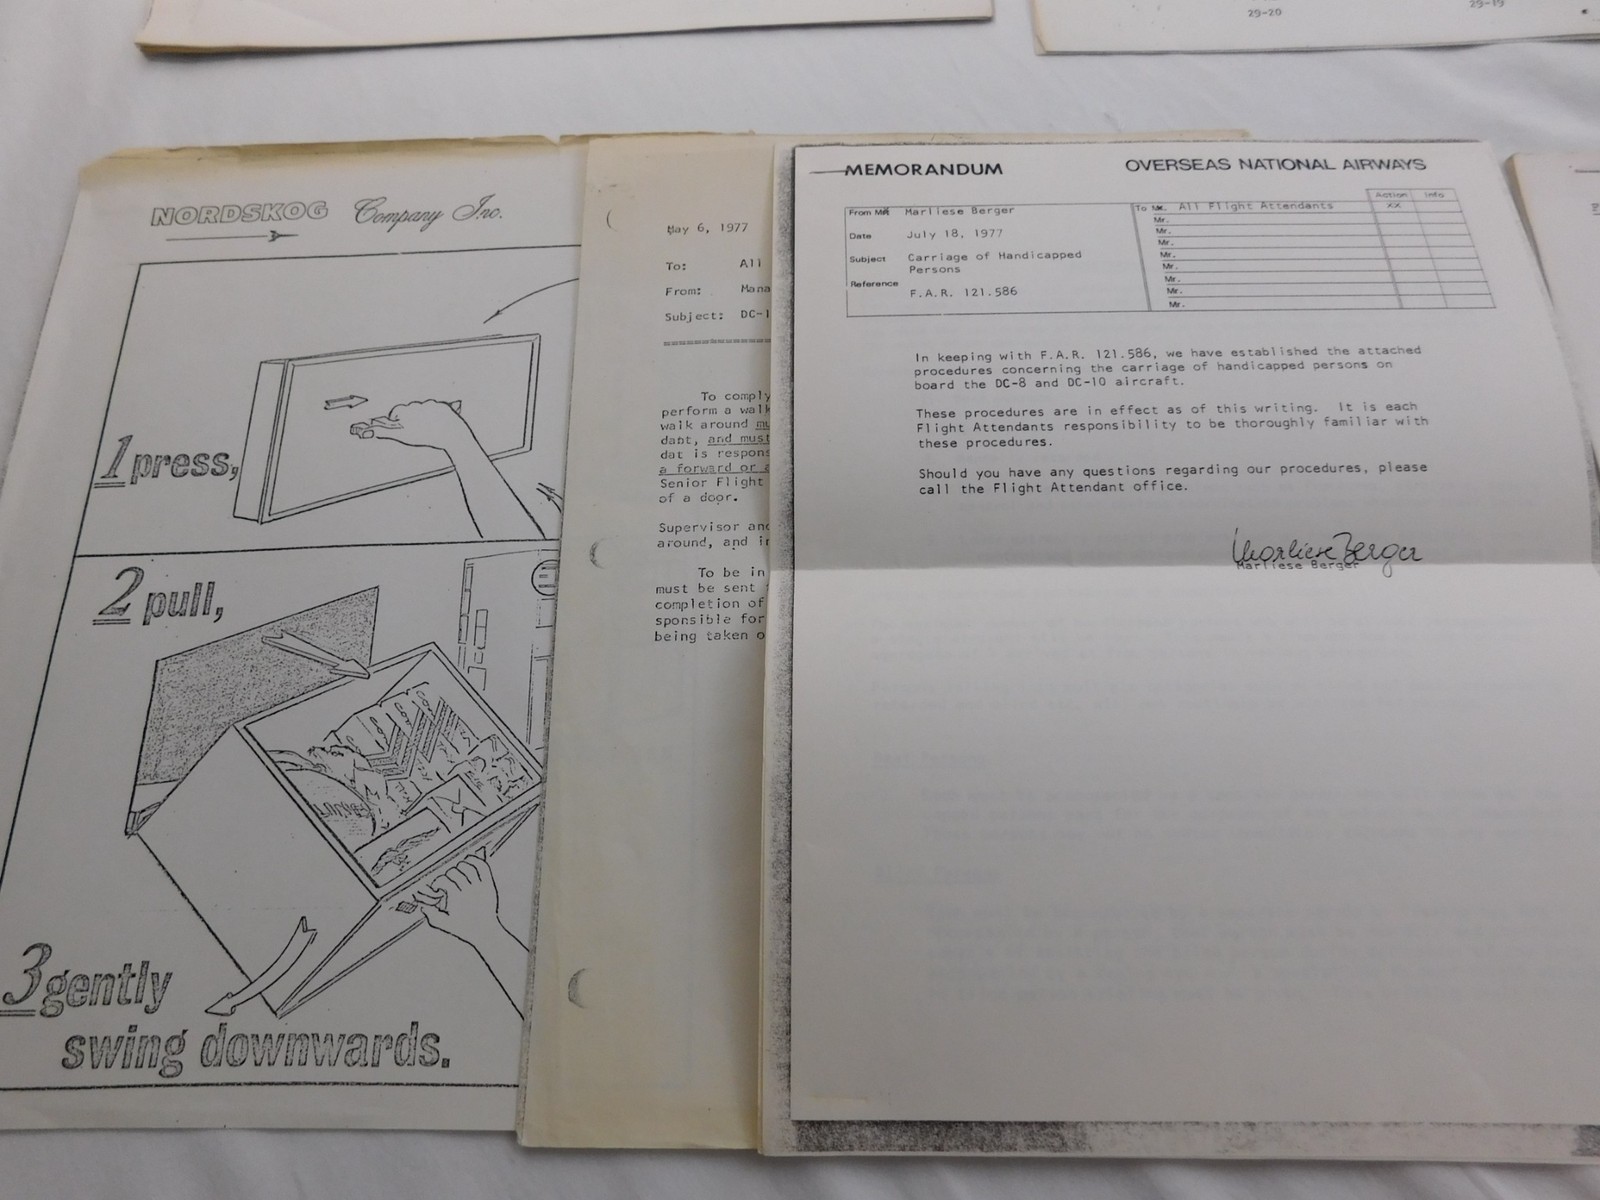 29-20
29-19
NORDSKOG Company Inc.
1 press,
2 pull,
3 gently
swing downwards.
May 6, 1977
To: All
From: Mana
Subject: DC-1
To comply
perform a walk
walk around mu
dant, and must
dat is respons
a forward or a
Senior Flight
of a door.
Supervisor and
around, and in
To be in
must be sent
completion of
sponsible for
being taken o
MEMORANDUM OVERSEAS NATIONAL AIRWAYS
Action Info
From Mr. Marliese Berger To Mr. All Flight Attendants XX
Mr.
Date July 18, 1977 Mr.
Mr.
Subject Carriage of Handicapped Mr.
Persons Mr.
Reference Mr.
F.A.R. 121.586 Mr.
Mr.
In keeping with F.A.R. 121.586, we have established the attached
procedures concerning the carriage of handicapped persons on
board the DC-8 and DC-10 aircraft.
These procedures are in effect as of this writing. It is each
Flight Attendants responsibility to be thoroughly familiar with
these procedures.
Should you have any questions regarding our procedures, please
call the Flight Attendant office.
Marliese Berger
Marliese Berger